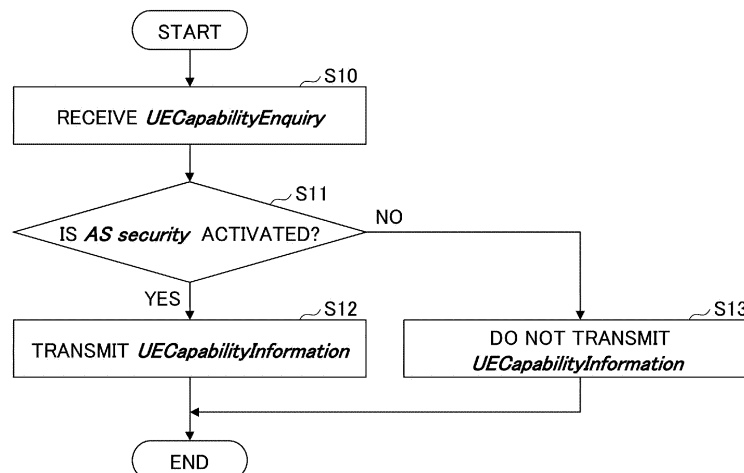 START
S10
RECEIVE UECapabilityEnquiry
S11
IS AS security ACTIVATED?
NO
YES
S12
TRANSMIT UECapabilityInformation
S13
DO NOT TRANSMIT
UECapabilityInformation
END